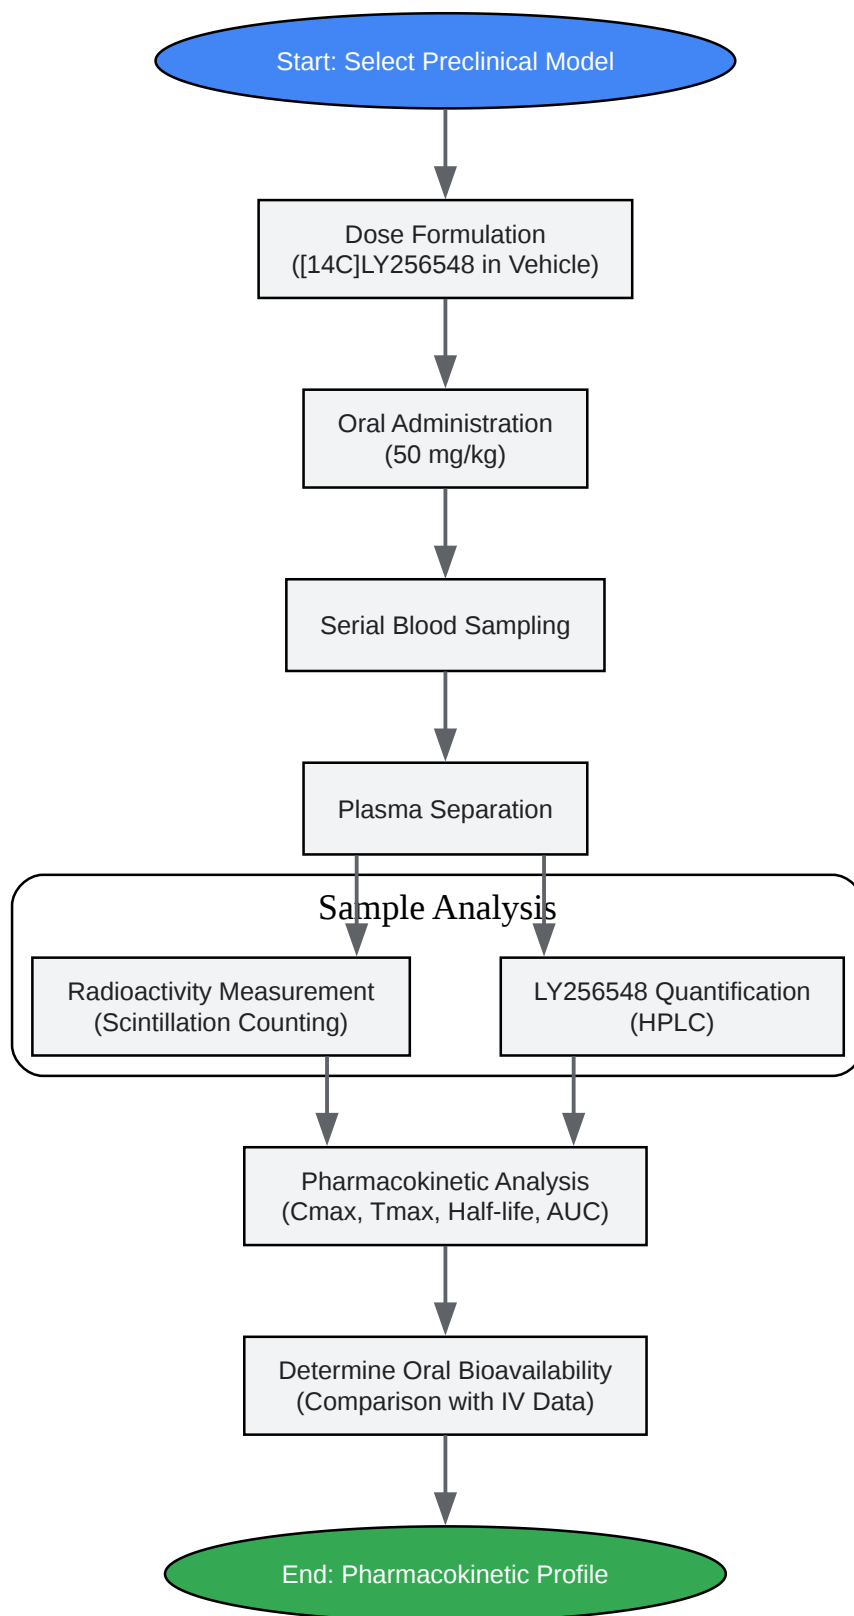 Start: Select Preclinical Model
Dose Formulation
([14C]LY256548 in Vehicle)
Oral Administration
(50 mg/kg)
Serial Blood Sampling
Plasma Separation
Sample Analysis
Radioactivity Measurement
(Scintillation Counting)
LY256548 Quantification
(HPLC)
Pharmacokinetic Analysis
(Cmax, Tmax, Half-life, AUC)
Determine Oral Bioavailability
(Comparison with IV Data)
End: Pharmacokinetic Profile